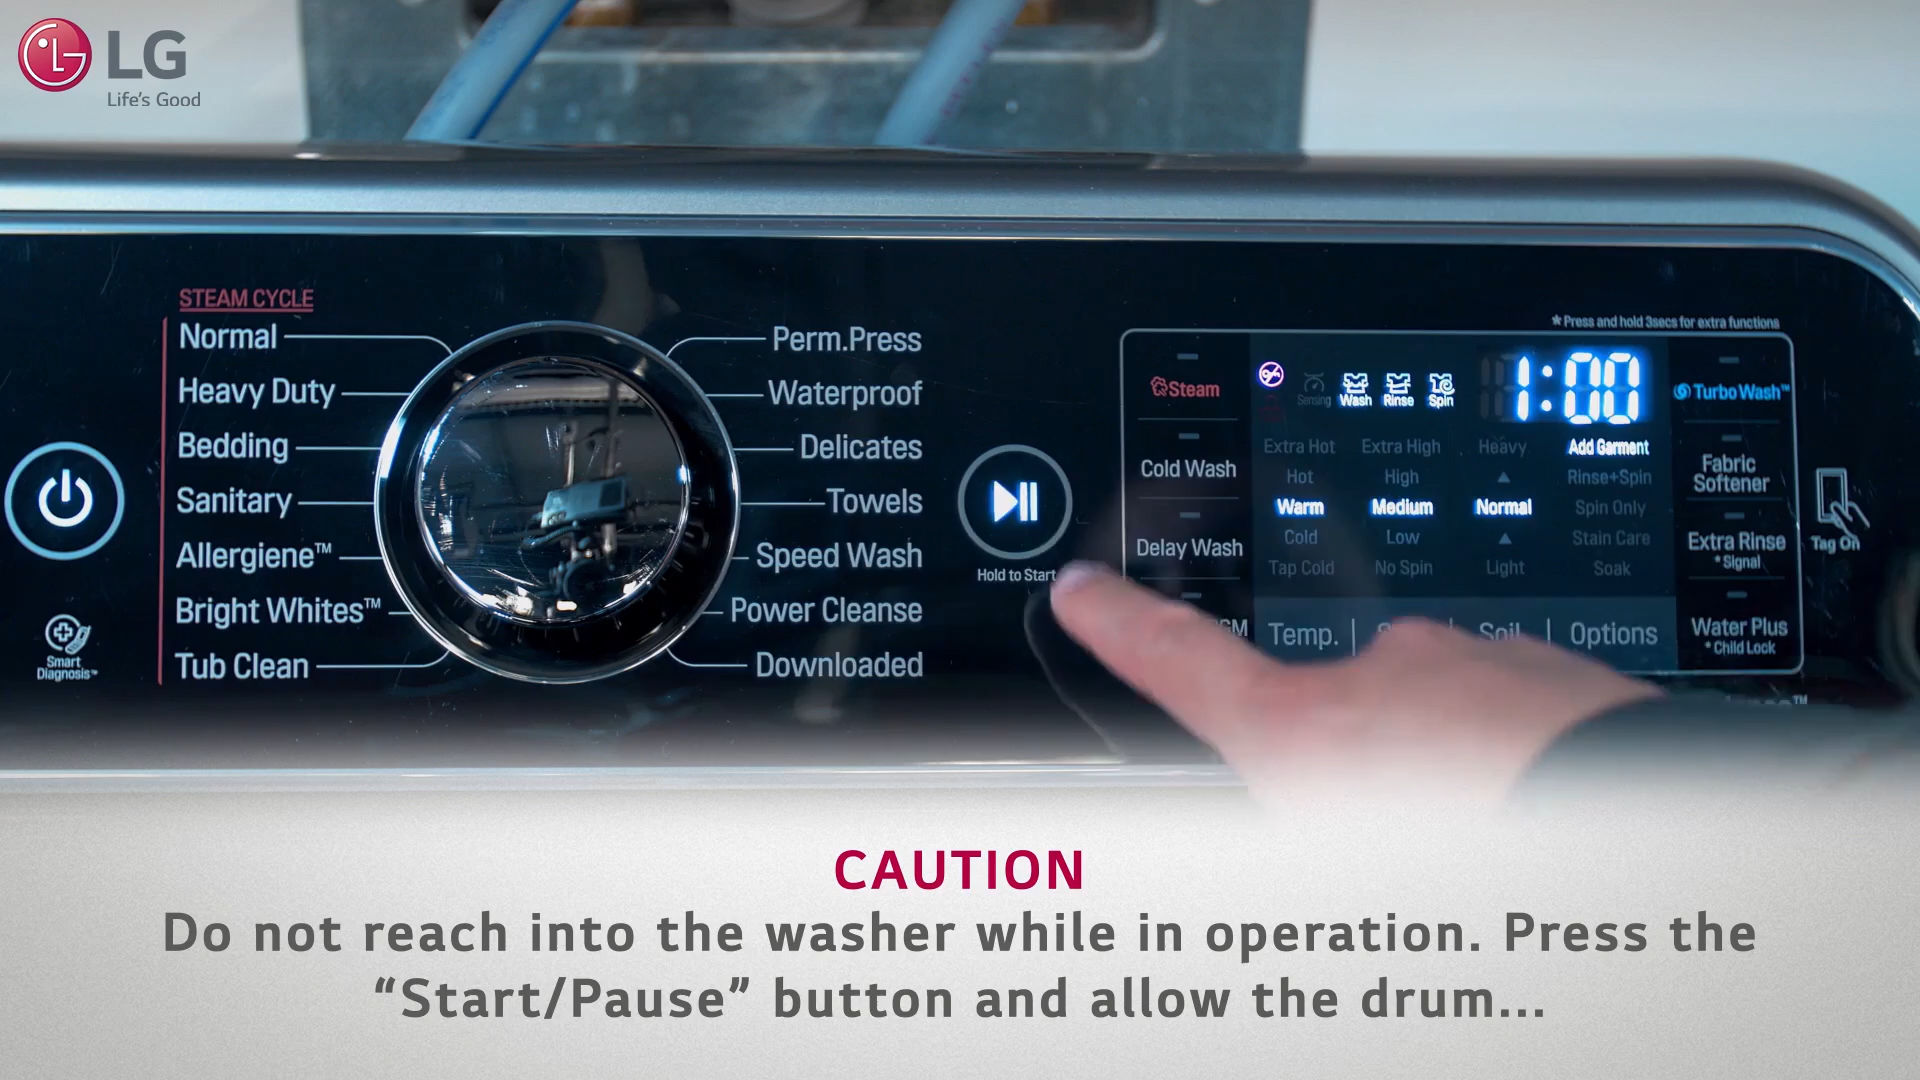 LG
Life's Good
STEAM CYCLE
Normal
Heavy Duty
Bedding
Sanitary
Allergiene™
Bright Whites™
Tub Clean
Smart
Diagnosis™
Perm.Press
Waterproof
Delicates
Towels
Speed Wash
Power Cleanse
Downloaded
Hold to Start
*Press and hold 3secs for extra functions
Steam
Cold Wash
Delay Wash
Sensing
Wash
Rinse
Spin
1:00
Extra Hot
Hot
Warm
Cold
Tap Cold
Temp.
Extra High
High
Medium
Low
No Spin
Heavy
Normal
Light
Soil
Add Garment
Rinse+Spin
Spin Only
Stain Care
Soak
Options
TurboWash™
Fabric
Softener
Extra Rinse
*Signal
Water Plus
*Child Lock
Tag On
CAUTION
Do not reach into the washer while in operation. Press the
“Start/Pause” button and allow the drum...